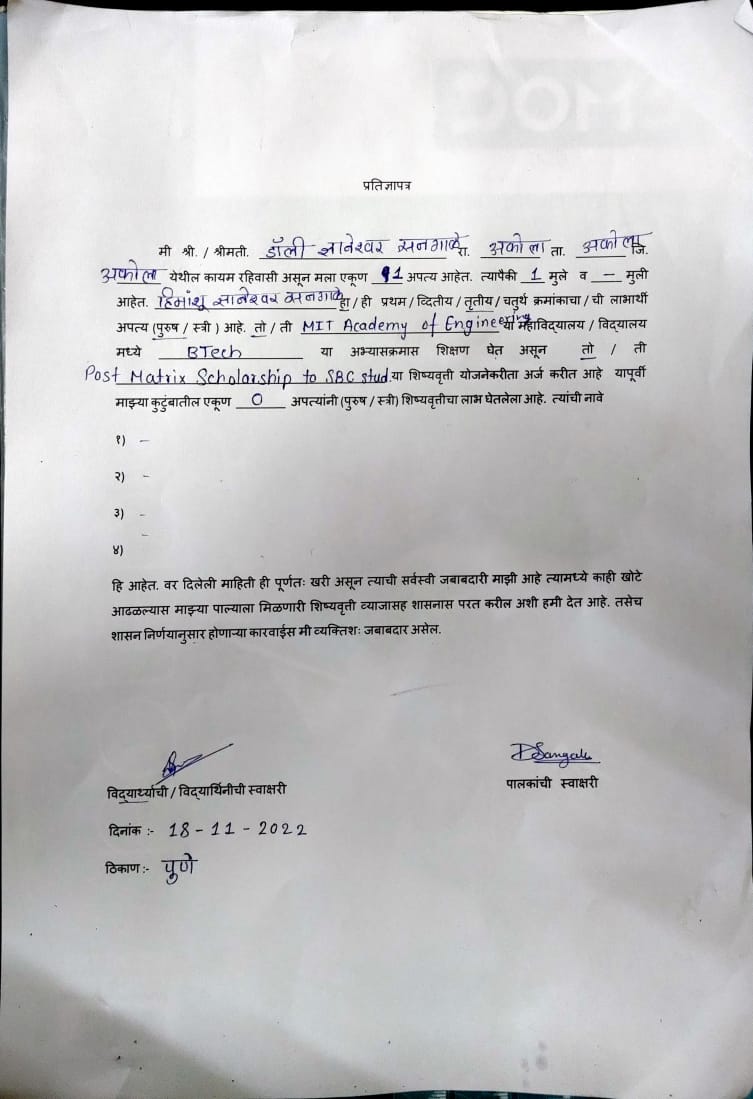 प्रतिज्ञापत्र
मी श्री. / श्रीमती. डॉली ज्ञानेश्वर सनगाळे रा. अकोला ता. अकोला जि.
अकोला येथील कायम रहिवासी असून मला एकूण 1 अपत्य आहेत. त्यापैकी 1 मुले व – मुली
आहेत. हिमांशू ज्ञानेश्वर सनगाळे हा / ही प्रथम / व्दितीय / तृतीय / चतुर्थ क्रमांकाचा / ची लाभार्थी
अपत्य (पुरुष / स्त्री ) आहे. तो / ती MIT Academy of Engineering या महाविद्यालय / विद्यालय
मध्ये BTech या अभ्यासक्रमास शिक्षण घेत असून तो / ती
Post Matrix Scholarship to SBC stud. या शिष्यवृत्ती योजनेकरीता अर्ज करीत आहे यापूर्वी
माझ्या कुटुंबातील एकूण 0 अपत्यांनी (पुरुष / स्त्री) शिष्यवृत्तीचा लाभ घेतलेला आहे. त्यांची नावे
१) –
२) –
३) –
४) –
हि आहेत. वर दिलेली माहिती ही पूर्णतः खरी असून त्याची सर्वस्वी जबाबदारी माझी आहे त्यामध्ये काही खोटे
आढळल्यास माझ्या पाल्याला मिळणारी शिष्यवृत्ती व्याजासह शासनास परत करील अशी हमी देत आहे. तसेच
शासन निर्णयानुसार होणाऱ्या कारवाईस मी व्यक्तिशः जबाबदार असेल.
DSangale
विद्यार्थ्याची / विद्यार्थिनीची स्वाक्षरी पालकांची स्वाक्षरी
दिनांक :- 18-11-2022
ठिकाण :- पुणे